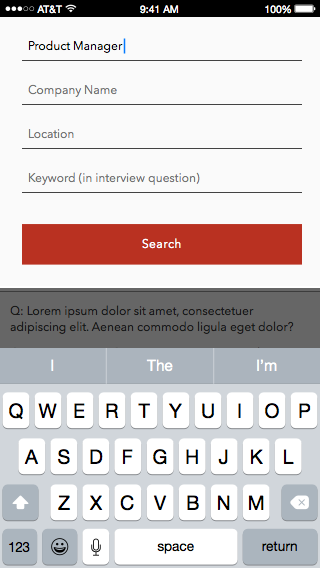 AT&T 9:41 AM 100%
Product Manager
Company Name
Location
Keyword (in interview question)
Search
Q: Lorem ipsum dolor sit amet, consectetuer
adipiscing elit. Aenean commodo ligula eget dolor?
I The I'm
Q W E R T Y U I O P
A S D F G H J K L
Z X C V B N M
123 space return